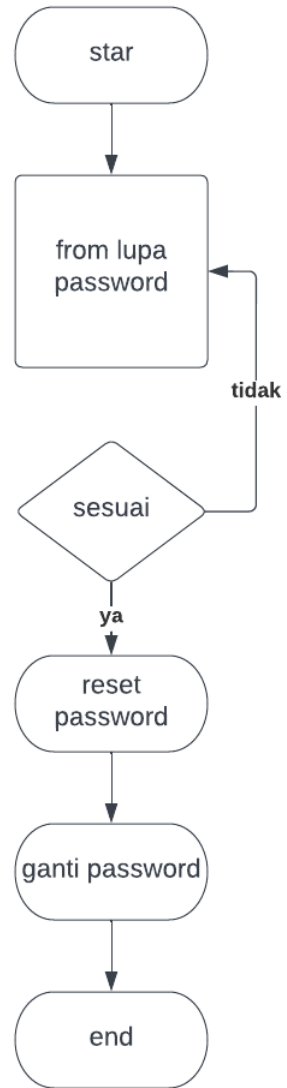 star
from lupa
password
tidak
sesuai
ya
reset
password
ganti password
end